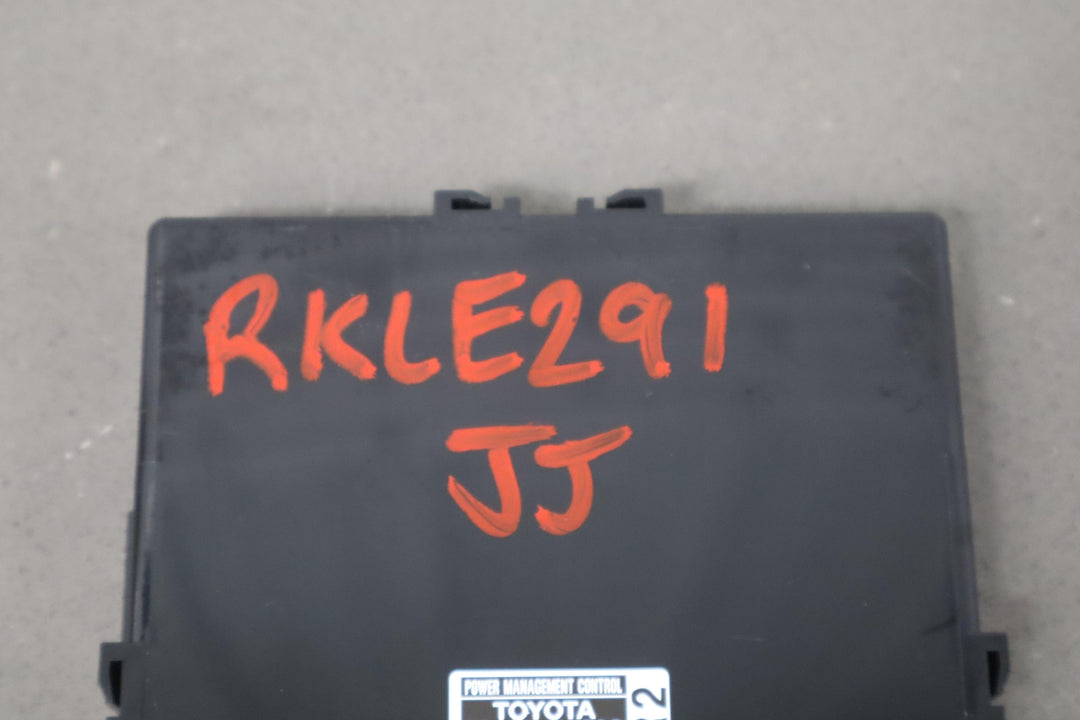 RKLE291
JJ
POWER MANAGEMENT CONTROL
TOYOTA